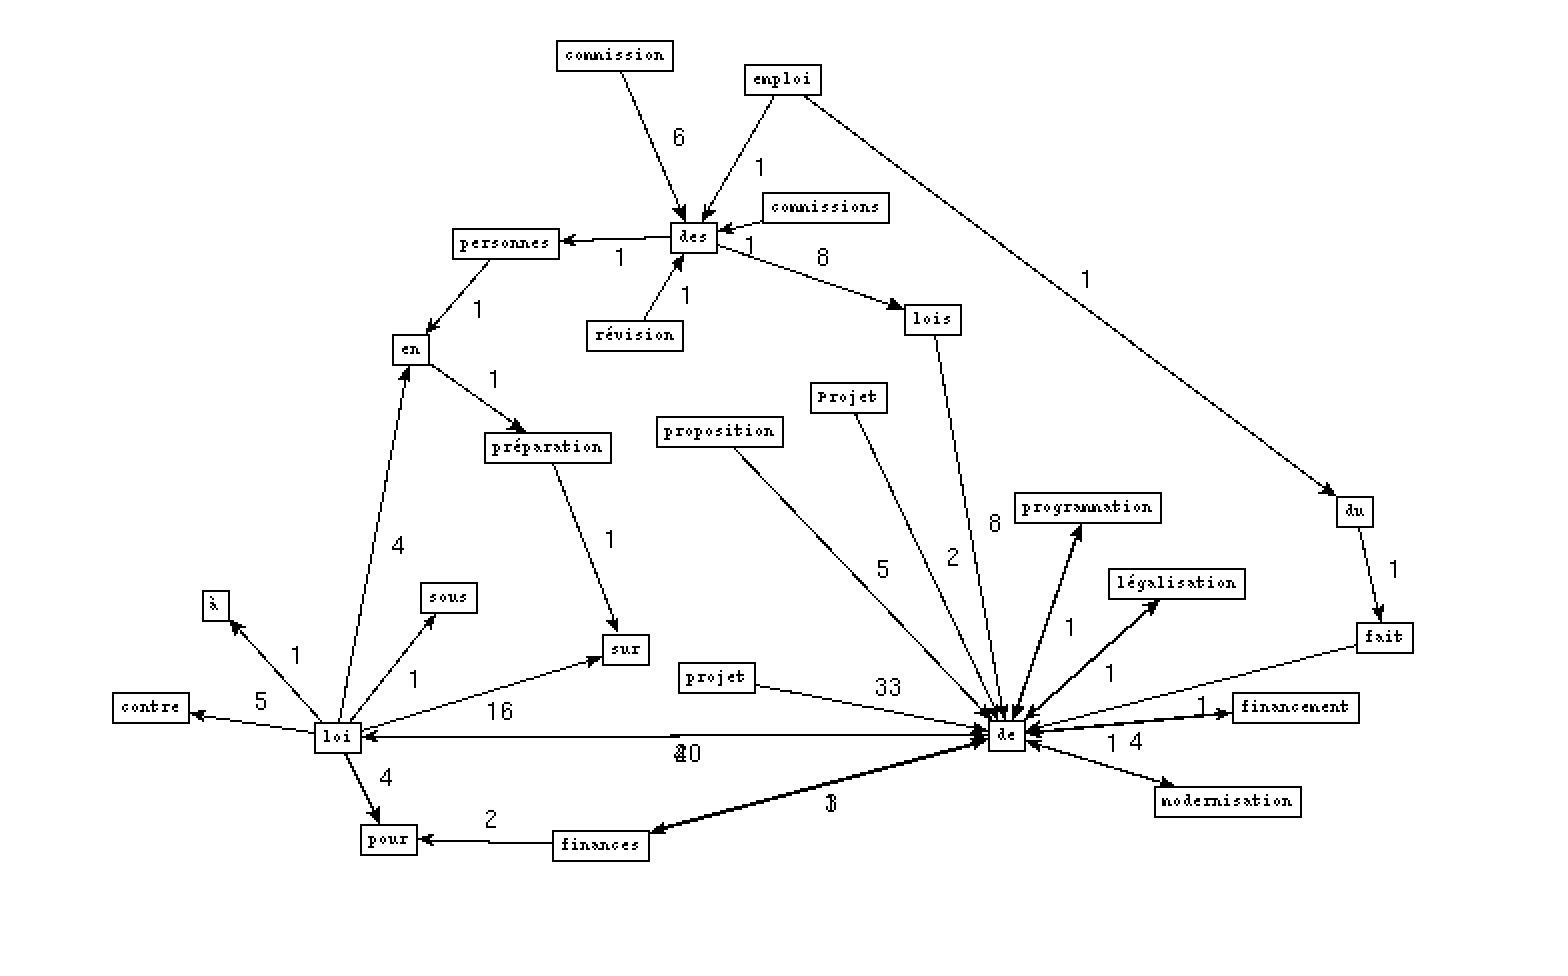 commission
emploi
6
1
commissions
des
personnes
1
1
8
1
1
révision
lois
1
en
1
Projet
proposition
préparation
programmation
du
8
1
4
2
5
1
légalisation
sous
à
1
fait
sur
1
1
1
projet
33
5
contre
1
16
1
financement
loi
de
1
4
4
modernisation
2
pour
finances